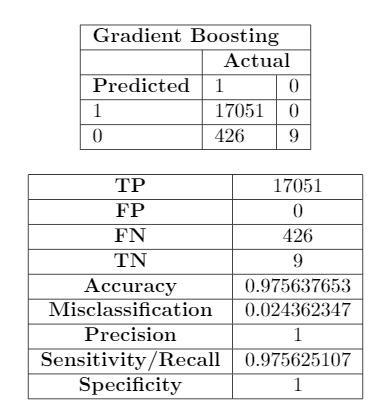 Gradient Boosting
Actual
Predicted 1 0
1 17051 0
0 426 9
TP 17051
FP 0
FN 426
TN 9
Accuracy 0.975637653
Misclassification 0.024362347
Precision 1
Sensitivity/Recall 0.975625107
Specificity 1